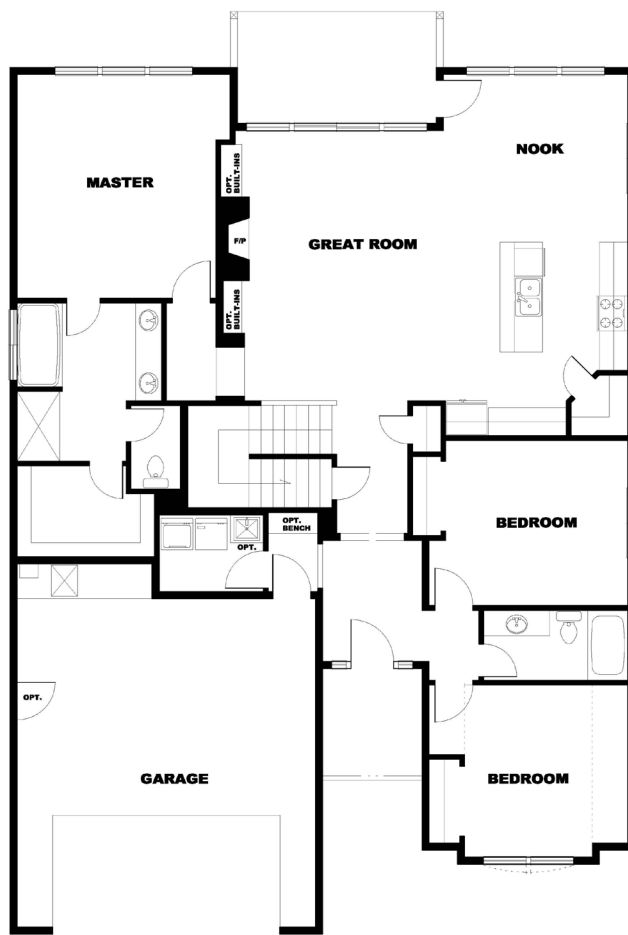 NOOK
MASTER
OPT.
BUILT-INS
F/P
GREAT ROOM
OPT.
BUILT-INS
OPT.
BENCH
OPT.
BEDROOM
OPT.
GARAGE
BEDROOM